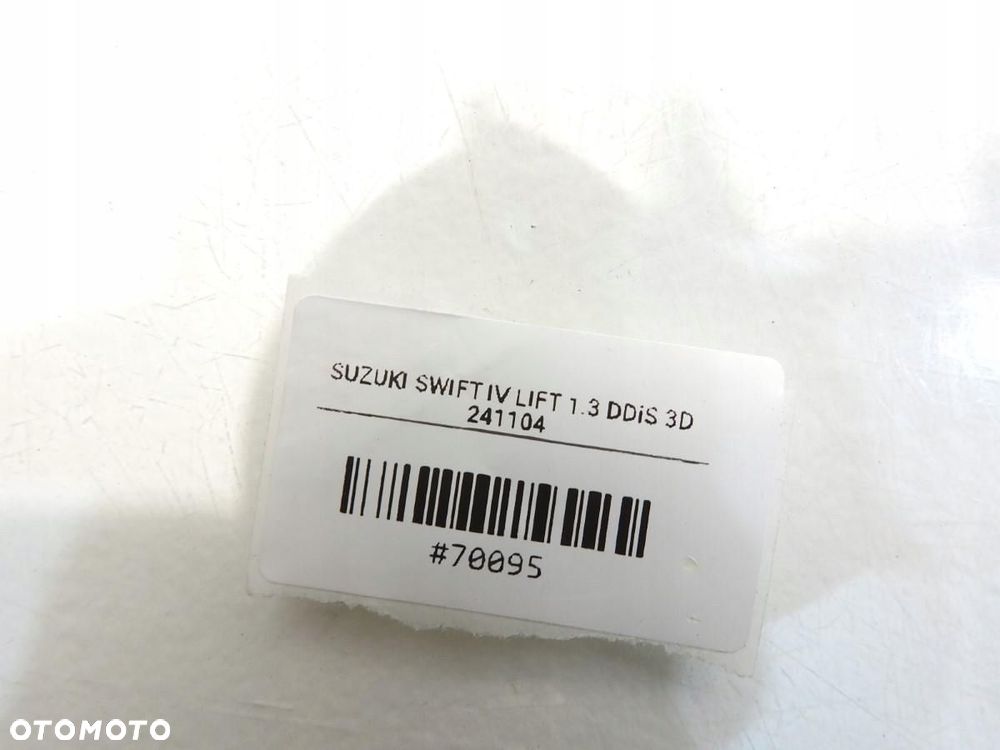 SUZUKI SWIFT IV LIFT 1.3 DDiS 3D
241104
#70095
OTOMOTO